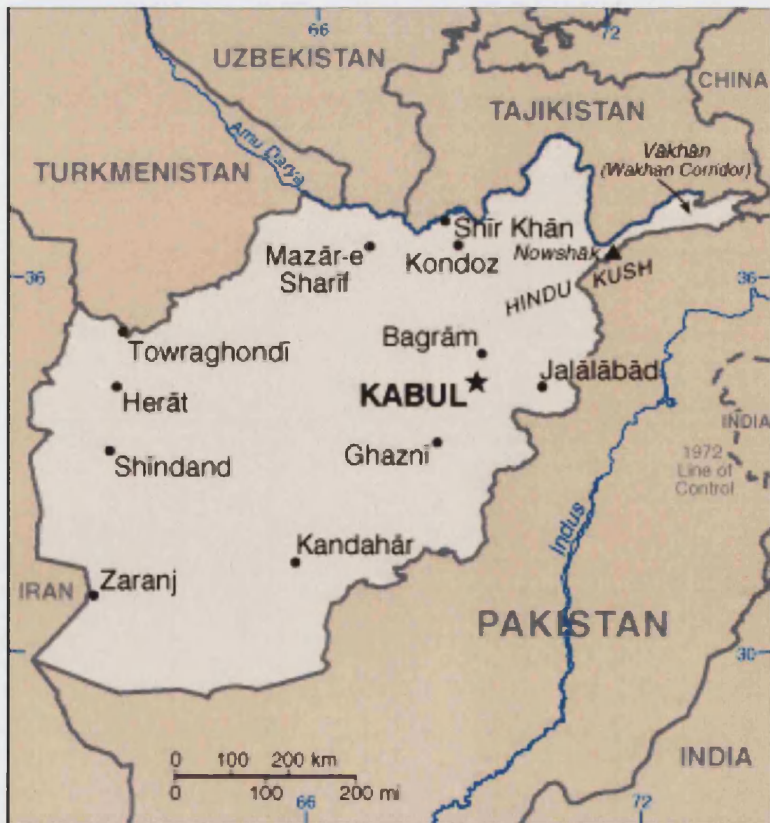 66
72
UZBEKISTAN
CHINA
TAJIKISTAN
Amu Darya
Vākhān
(Wakhan Corridor)
TURKMENISTAN
Shīr Khān
Mazār-e
Sharīf
Kondoz
Nowshāk
36
HINDU KUSH
36
Towraghondī
Bagrām
Herāt
KABUL
Jalālābād
INDIA
Shīndand
Ghaznī
1972
Line of
Control
Indus
Kandahār
IRAN
Zaranj
PAKISTAN
30
INDIA
0 100 200 km
0 100 200 mi
66
72